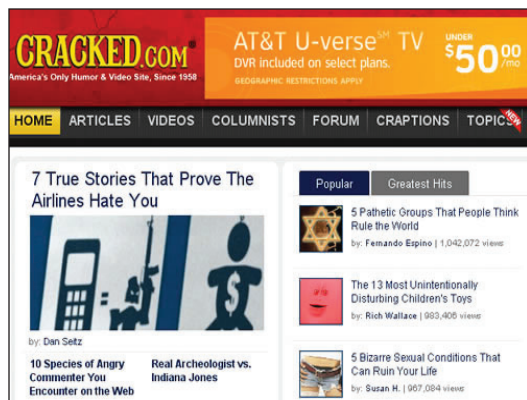 CRACKED.COM
America's Only Humor & Video Site, Since 1958
AT&T U-verse℠ TV
DVR included on select plans.
GEOGRAPHIC RESTRICTIONS APPLY
UNDER
$50.00
/mo
HOME ARTICLES VIDEOS COLUMNISTS FORUM CRAPTIONS TOPICS NEW
7 True Stories That Prove The
Airlines Hate You
$
by: Dan Seitz
10 Species of Angry
Commenter You
Encounter on the Web
Real Archeologist vs.
Indiana Jones
Popular Greatest Hits
5 Pathetic Groups That People Think
Rule the World
by: Fernando Espino | 1,042,072 views
The 13 Most Unintentionally
Disturbing Children's Toys
by: Rich Wallace | 983,406 views
5 Bizarre Sexual Conditions That
Can Ruin Your Life
by: Susan H. | 967,084 views